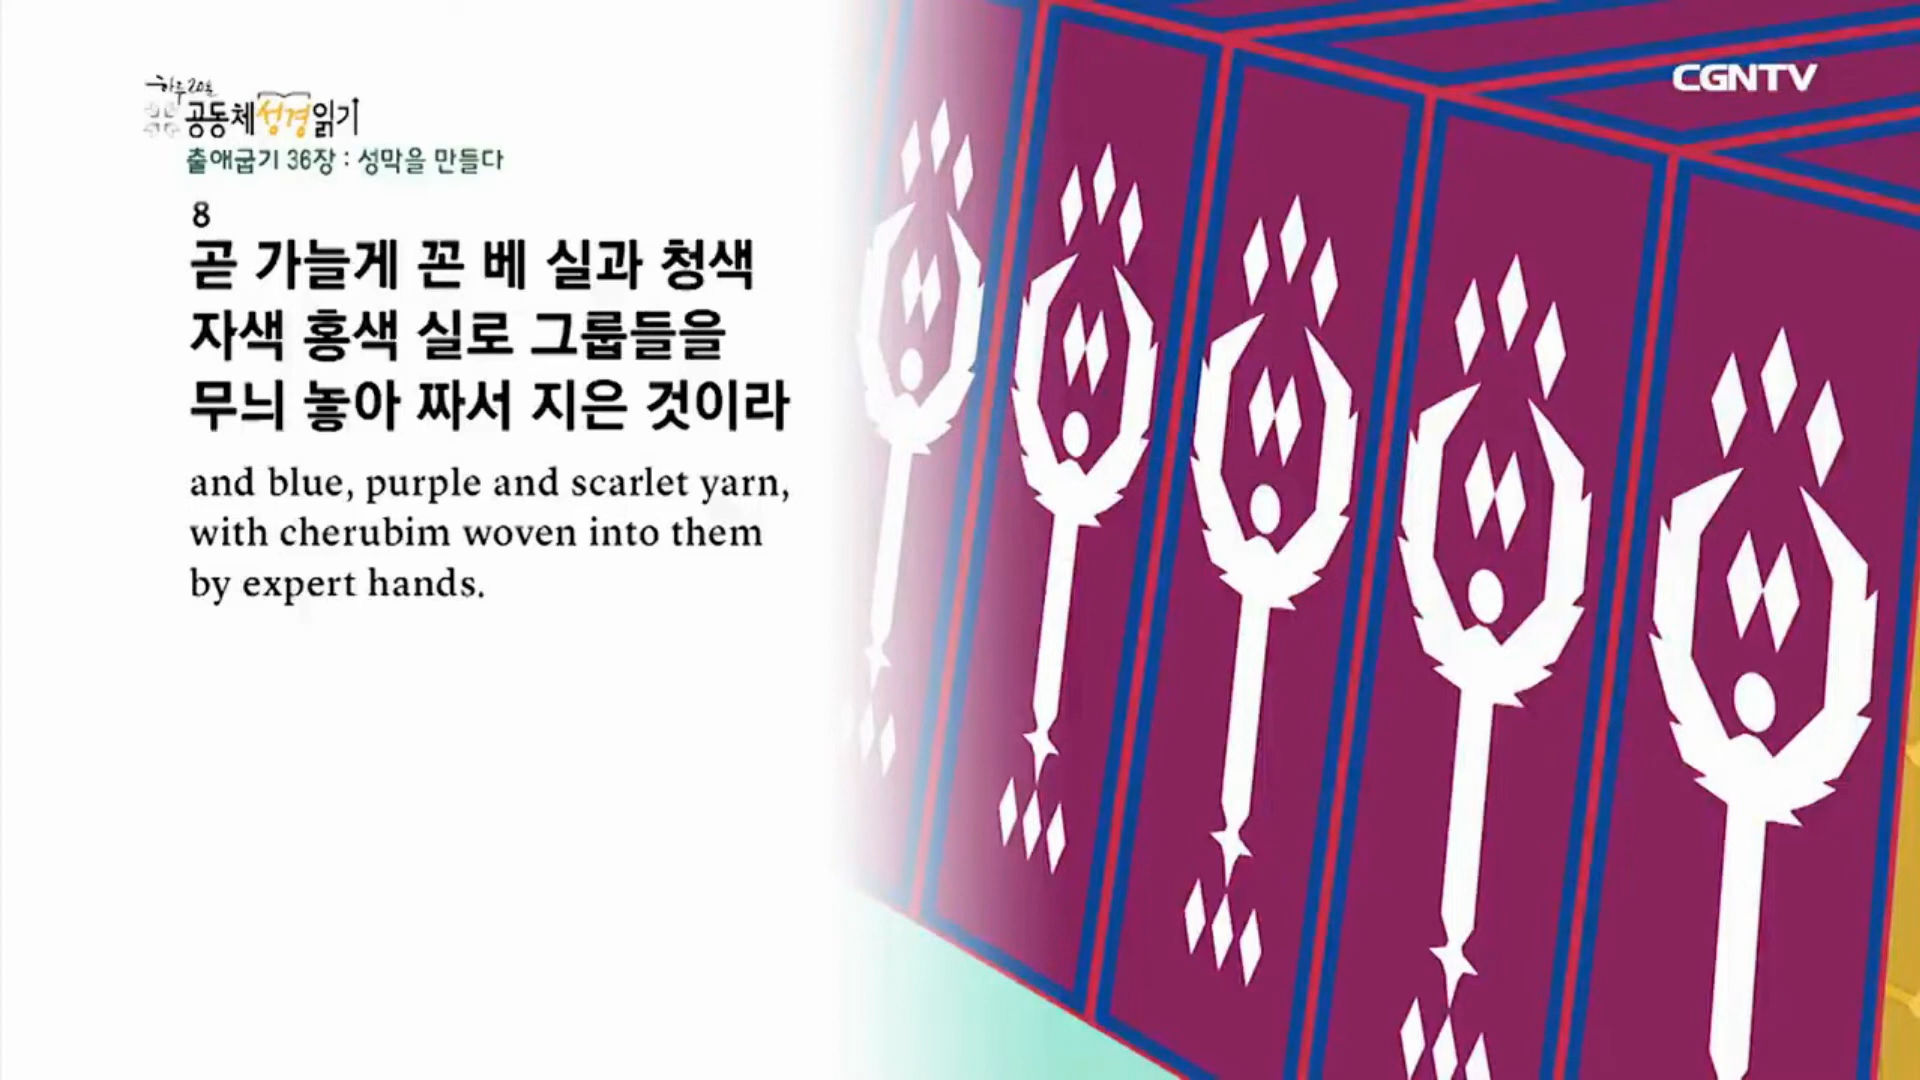 하루20분
공동체성경읽기
CGNTV
출애굽기 36장 : 성막을 만들다
8
곧 가늘게 꼰 베 실과 청색
자색 홍색 실로 그룹들을
무늬 놓아 짜서 지은 것이라
and blue, purple and scarlet yarn,
with cherubim woven into them
by expert hands.